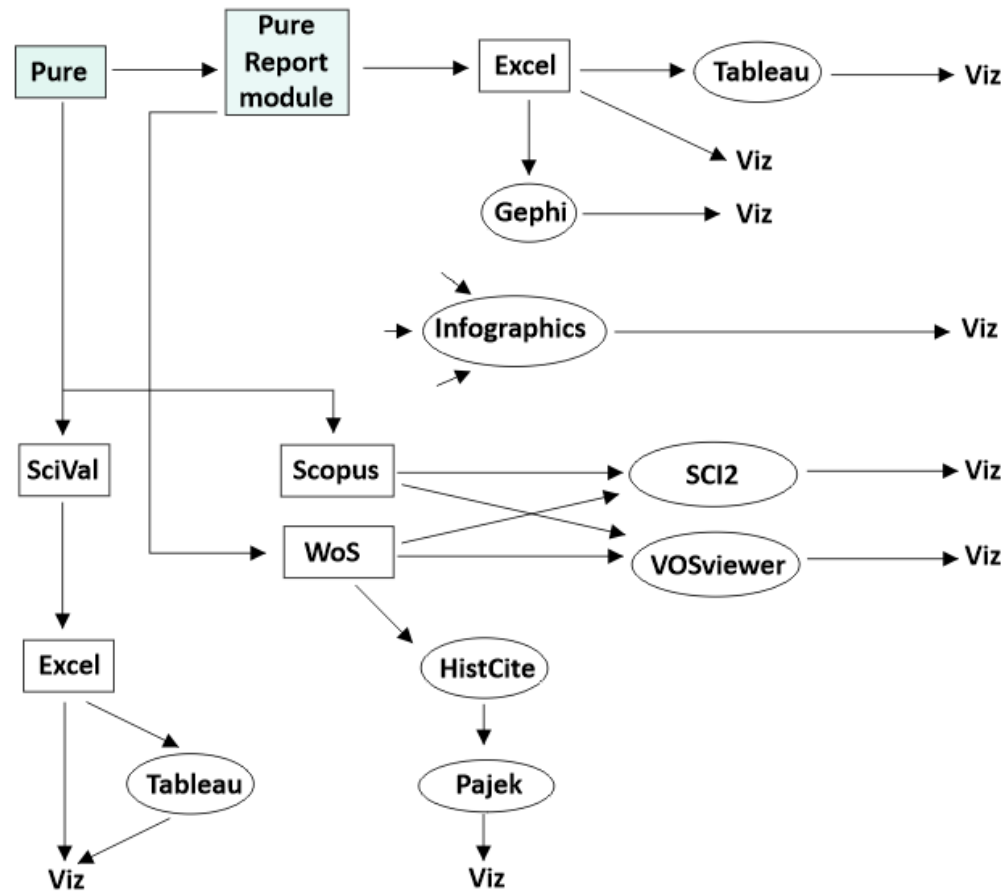 Pure
Pure
Report
module
Excel
Tableau
Viz
Viz
Gephi
Viz
Infographics
Viz
SciVal
Scopus
SCI2
Viz
WoS
VOSviewer
Viz
Excel
HistCite
Tableau
Pajek
Viz
Viz